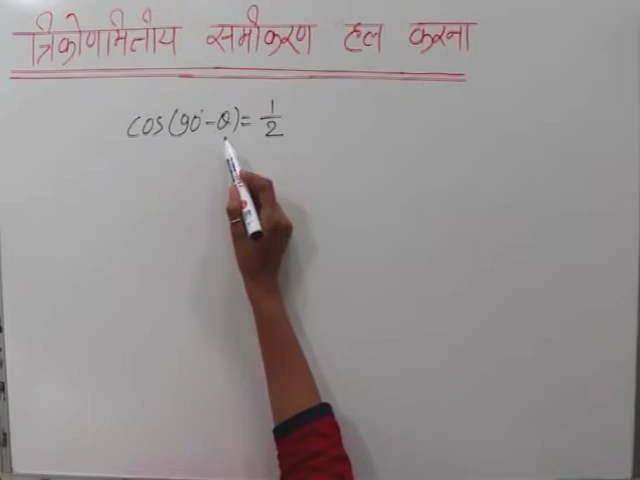 त्रिकोणमितीय समीकरण हल करना
cos(90°-θ)= 1/2